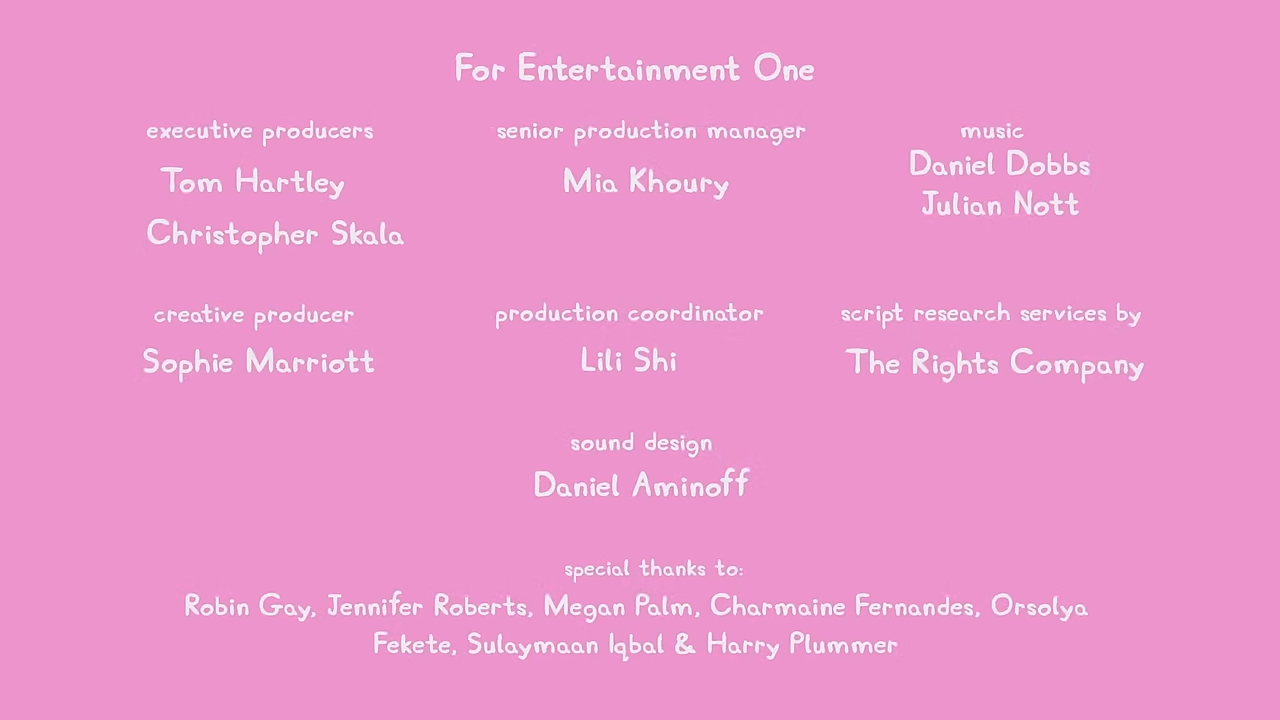 For Entertainment One
executive producers
Tom Hartley
Christopher Skala
senior production manager
Mia Khoury
music
Daniel Dobbs
Julian Nott
creative producer
Sophie Marriott
production coordinator
Lili Shi
script research services by
The Rights Company
sound design
Daniel Aminoff
special thanks to:
Robin Gay, Jennifer Roberts, Megan Palm, Charmaine Fernandes, Orsolya
Fekete, Sulaymaan Iqbal & Harry Plummer